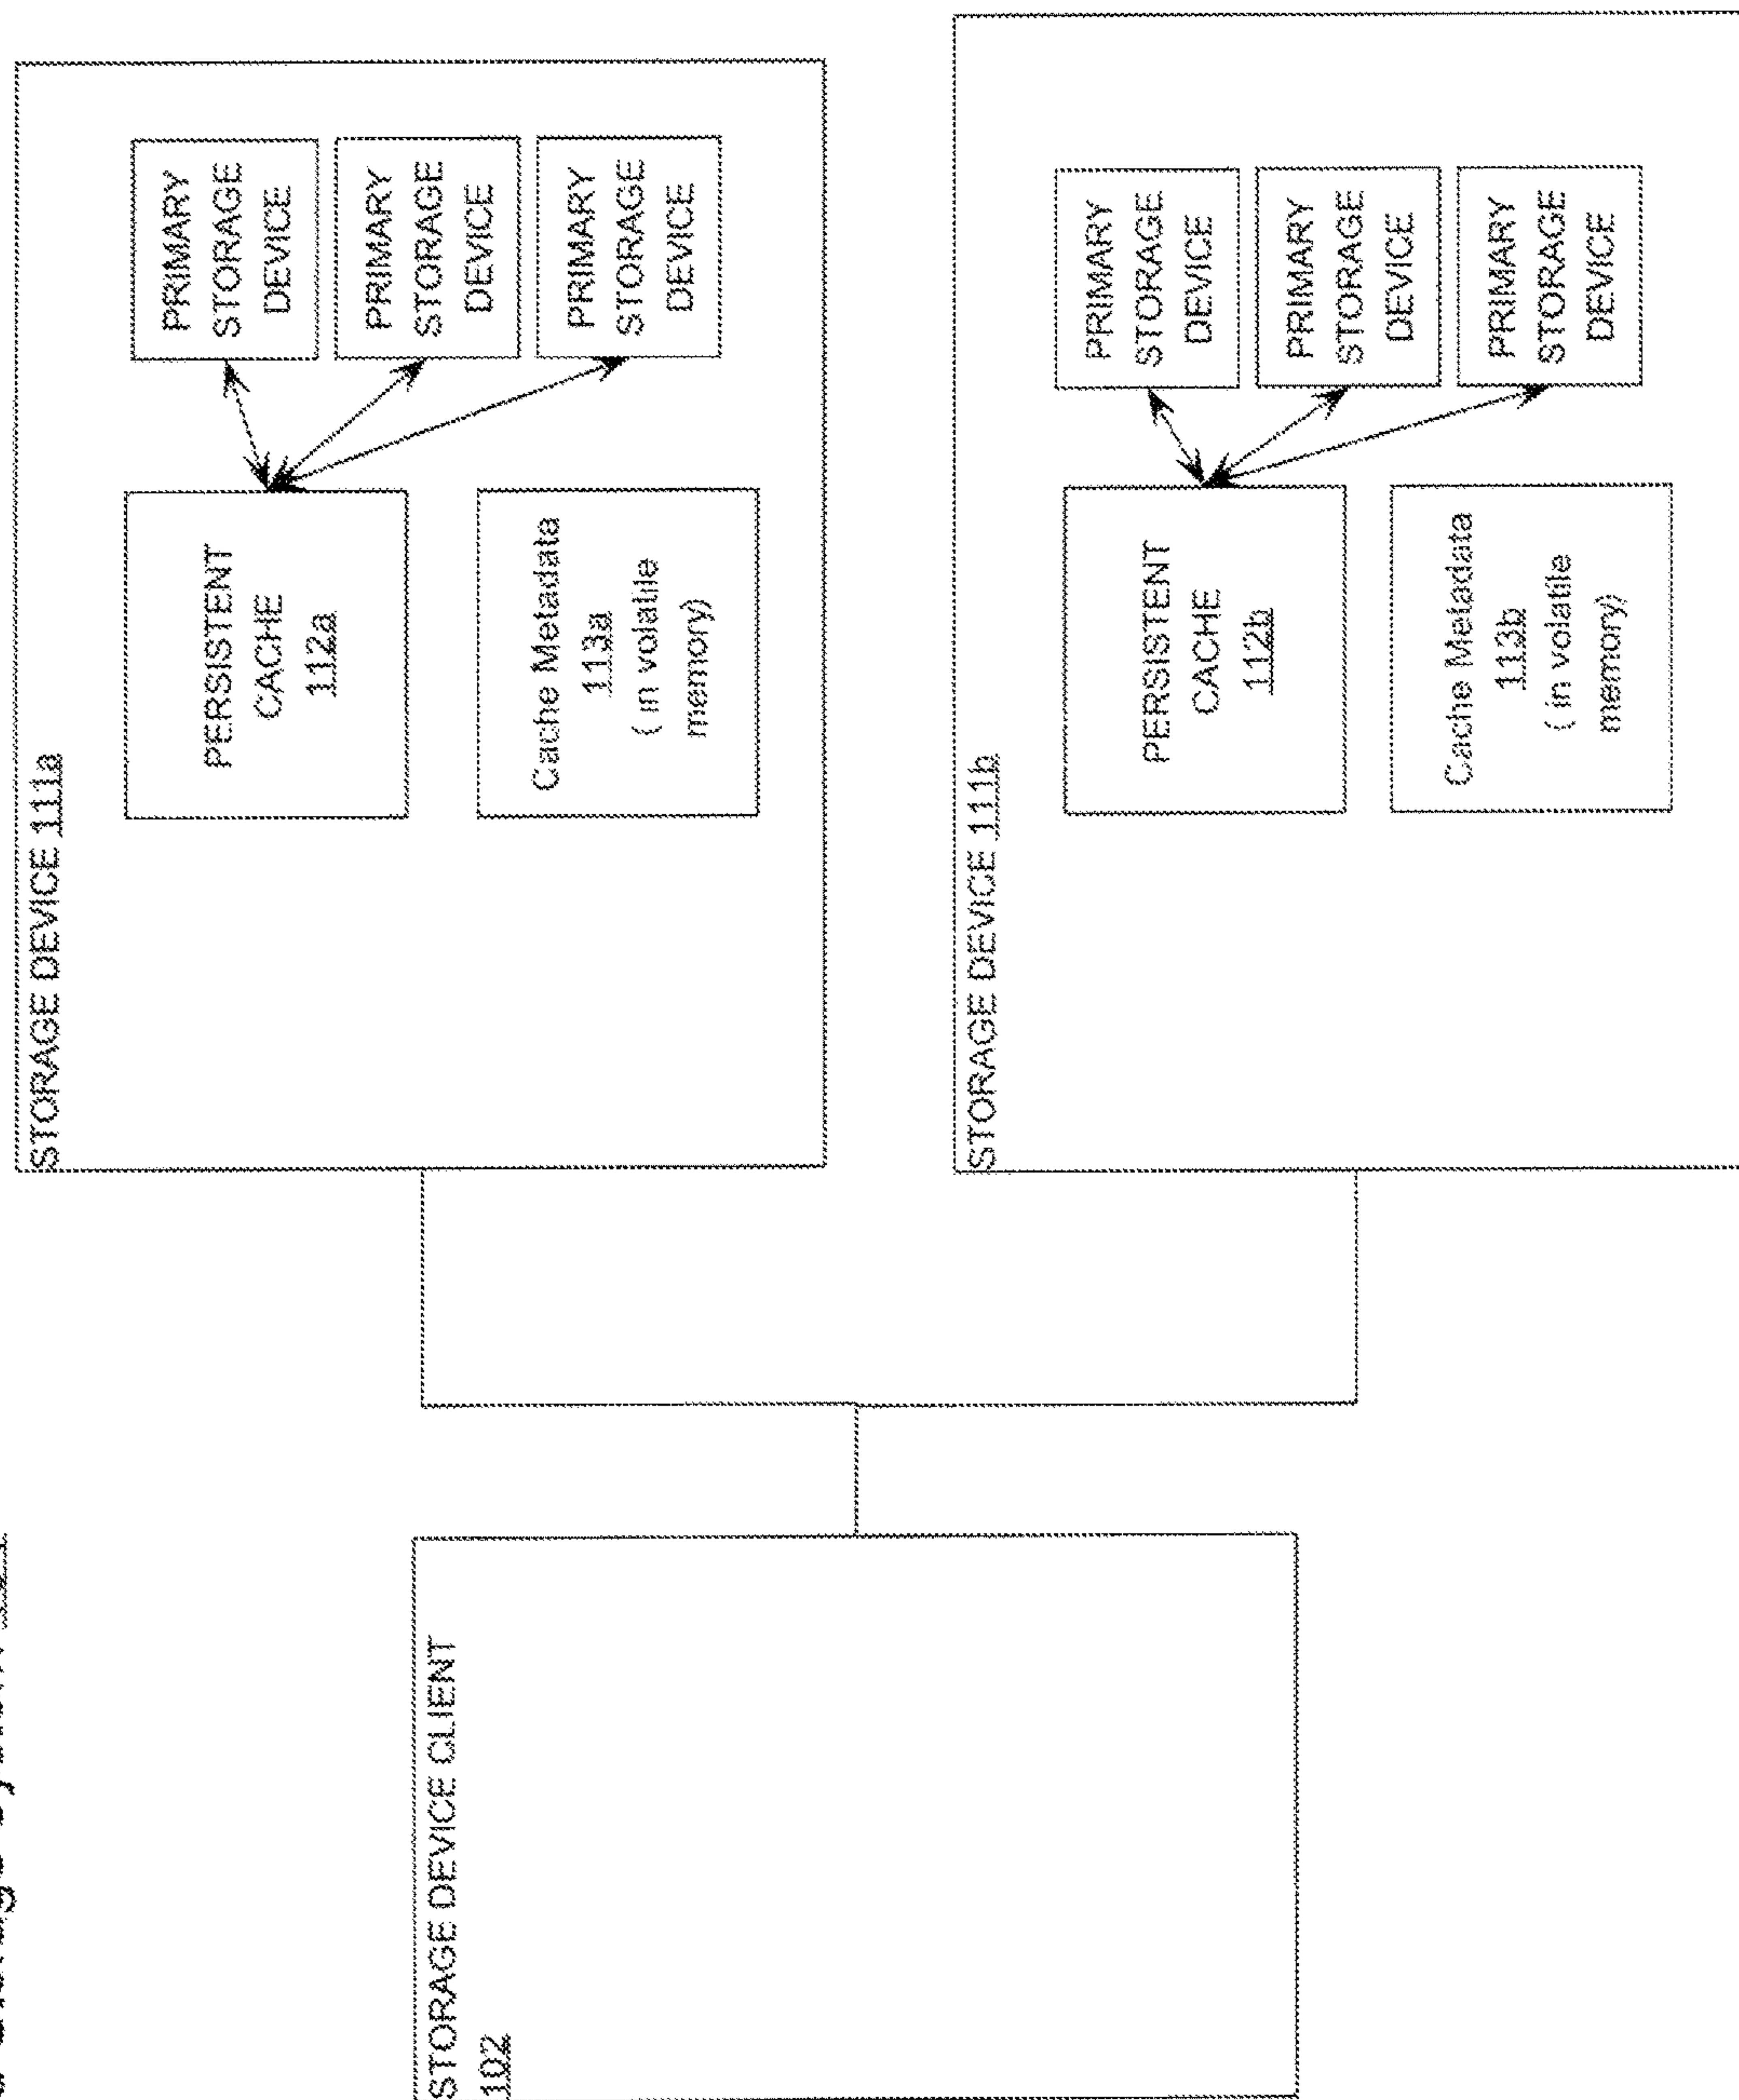 STORAGE DEVICE CLIENT
102
STORAGE DEVICE 111a
PERSISTENT
CACHE
112a
Cache Metadata
113a
( in volatile
memory)
PRIMARY
STORAGE
DEVICE
PRIMARY
STORAGE
DEVICE
PRIMARY
STORAGE
DEVICE
STORAGE DEVICE 111b
PERSISTENT
CACHE
112b
Cache Metadata
113b
( in volatile
memory)
PRIMARY
STORAGE
DEVICE
PRIMARY
STORAGE
DEVICE
PRIMARY
STORAGE
DEVICE